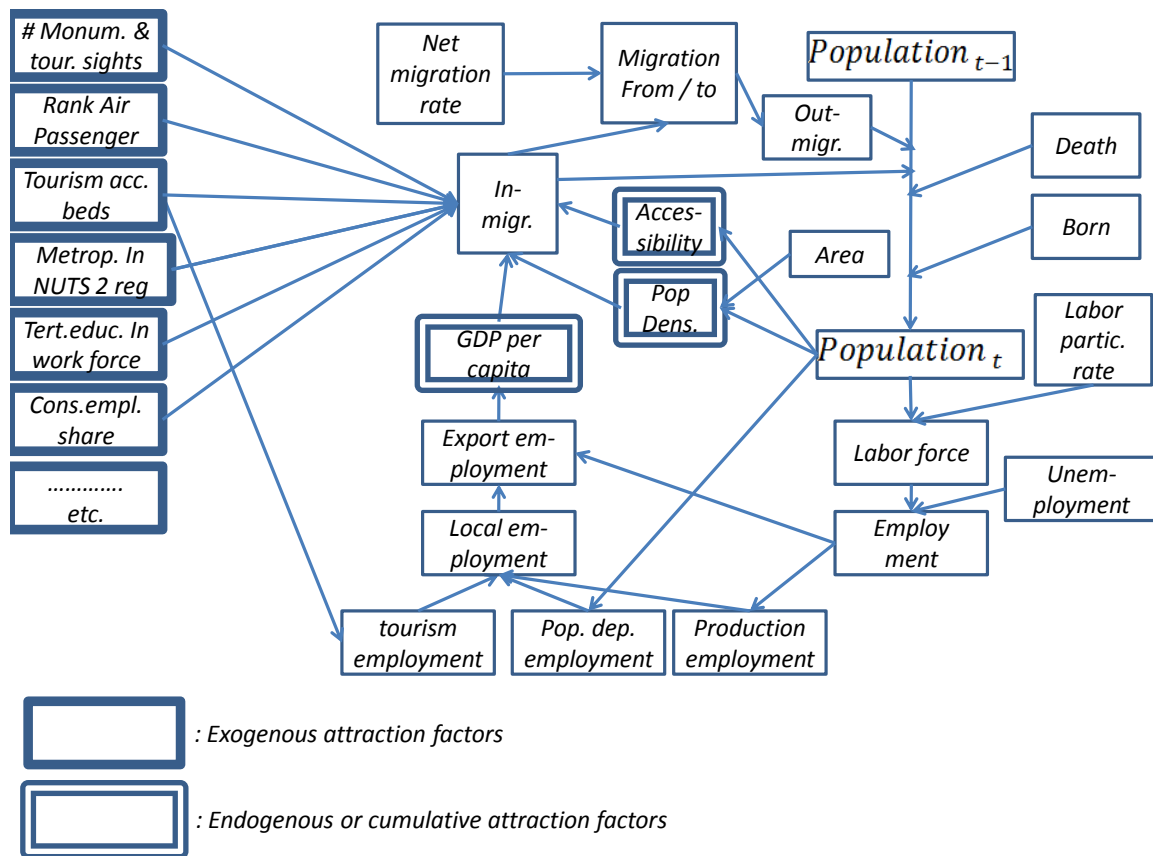 # Monum. &
tour. sights
Rank Air
Passenger
Tourism acc.
beds
Metrop. In
NUTS 2 reg
Tert.educ. In
work force
Cons.empl.
share
………….
etc.
Net
migration
rate
Migration
From / to
Population t−1
Out-
migr.
Death
In-
migr.
Acces-
sibility
Area
Born
Pop
Dens.
GDP per
capita
Population t
Labor
partic.
rate
Export em-
ployment
Labor force
Unem-
ployment
Local em-
ployment
Employ
ment
tourism
employment
Pop. dep.
employment
Production
employment
: Exogenous attraction factors
: Endogenous or cumulative attraction factors